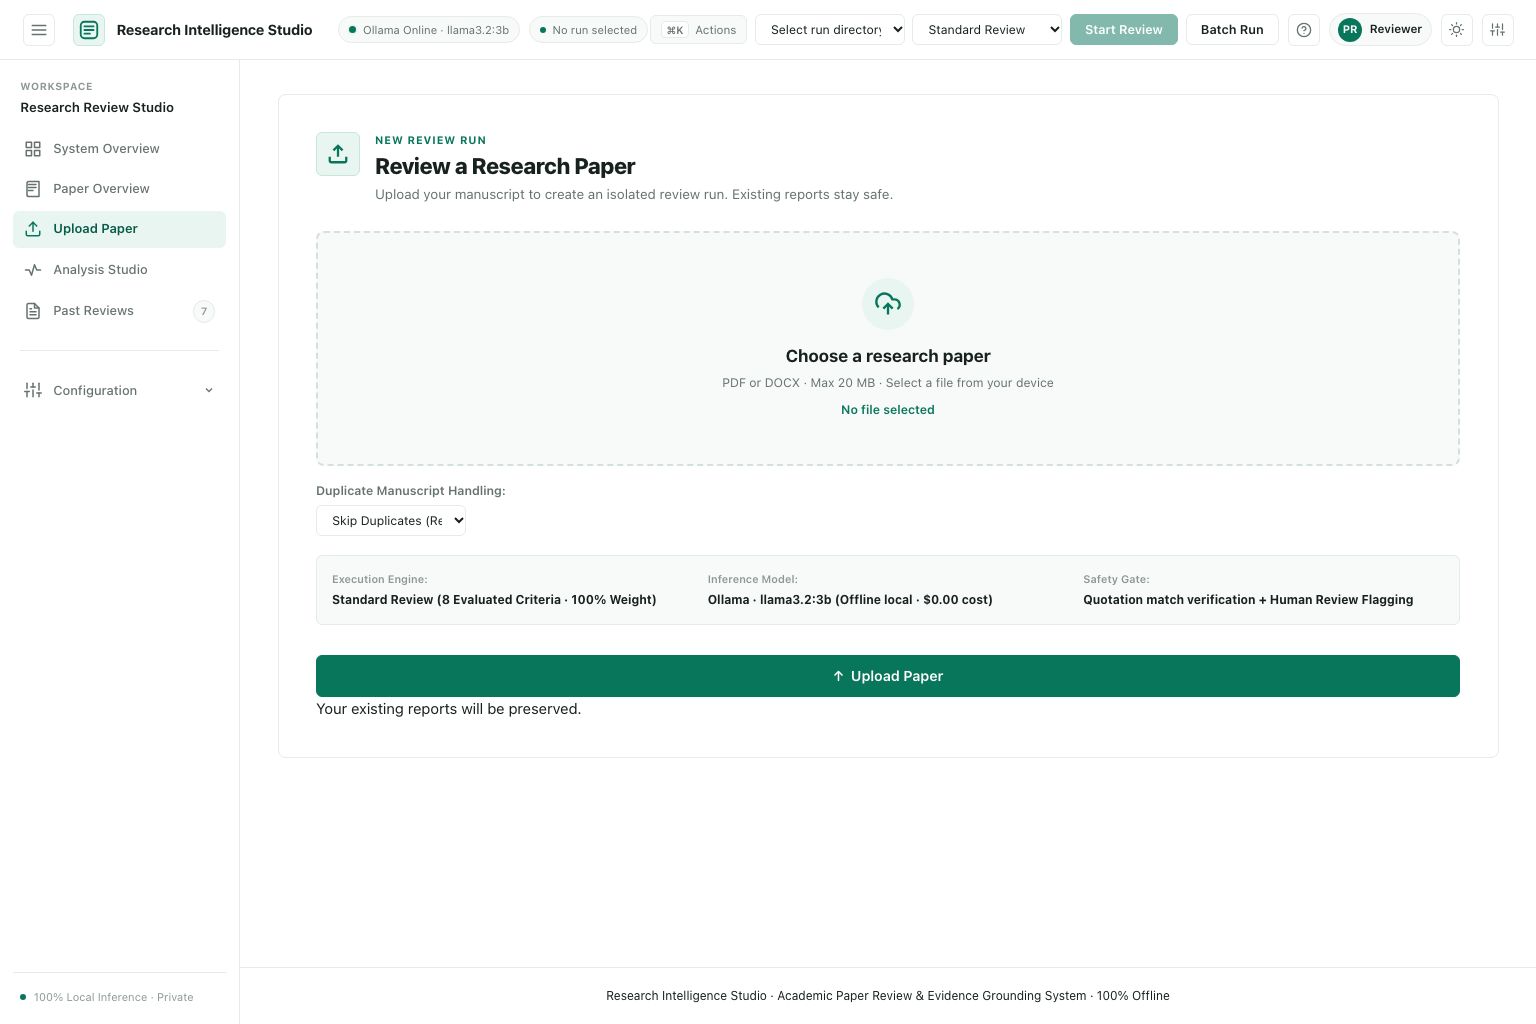 Research Intelligence Studio
Ollama Online · llama3.2:3b
No run selected
⌘K Actions
Select run directory
Standard Review
Start Review
Batch Run
PR Reviewer
WORKSPACE
Research Review Studio
System Overview
Paper Overview
Upload Paper
Analysis Studio
Past Reviews 7
Configuration
100% Local Inference · Private
NEW REVIEW RUN
Review a Research Paper
Upload your manuscript to create an isolated review run. Existing reports stay safe.
Choose a research paper
PDF or DOCX · Max 20 MB · Select a file from your device
No file selected
Duplicate Manuscript Handling:
Skip Duplicates (Re
Execution Engine:
Standard Review (8 Evaluated Criteria · 100% Weight)
Inference Model:
Ollama · llama3.2:3b (Offline local · $0.00 cost)
Safety Gate:
Quotation match verification + Human Review Flagging
↑ Upload Paper
Your existing reports will be preserved.
Research Intelligence Studio · Academic Paper Review & Evidence Grounding System · 100% Offline